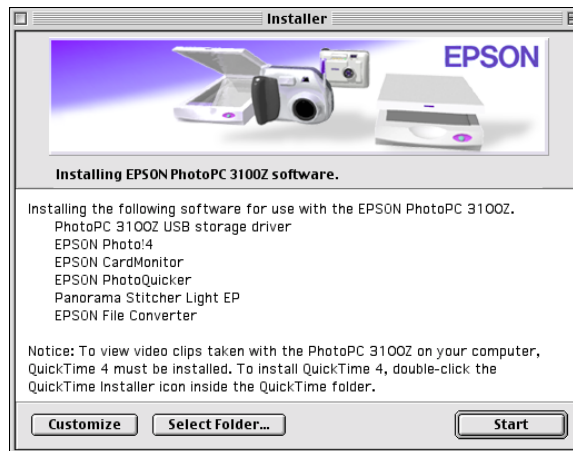 Installer
EPSON
Installing EPSON PhotoPC 3100Z software.
Installing the following software for use with the EPSON PhotoPC 3100Z.
PhotoPC 3100Z USB storage driver
EPSON Photo!4
EPSON CardMonitor
EPSON PhotoQuicker
Panorama Stitcher Light EP
EPSON File Converter
Notice: To view video clips taken with the PhotoPC 3100Z on your computer,
QuickTime 4 must be installed. To install QuickTime 4, double-click the
QuickTime Installer icon inside the QuickTime folder.
Customize
Select Folder...
Start